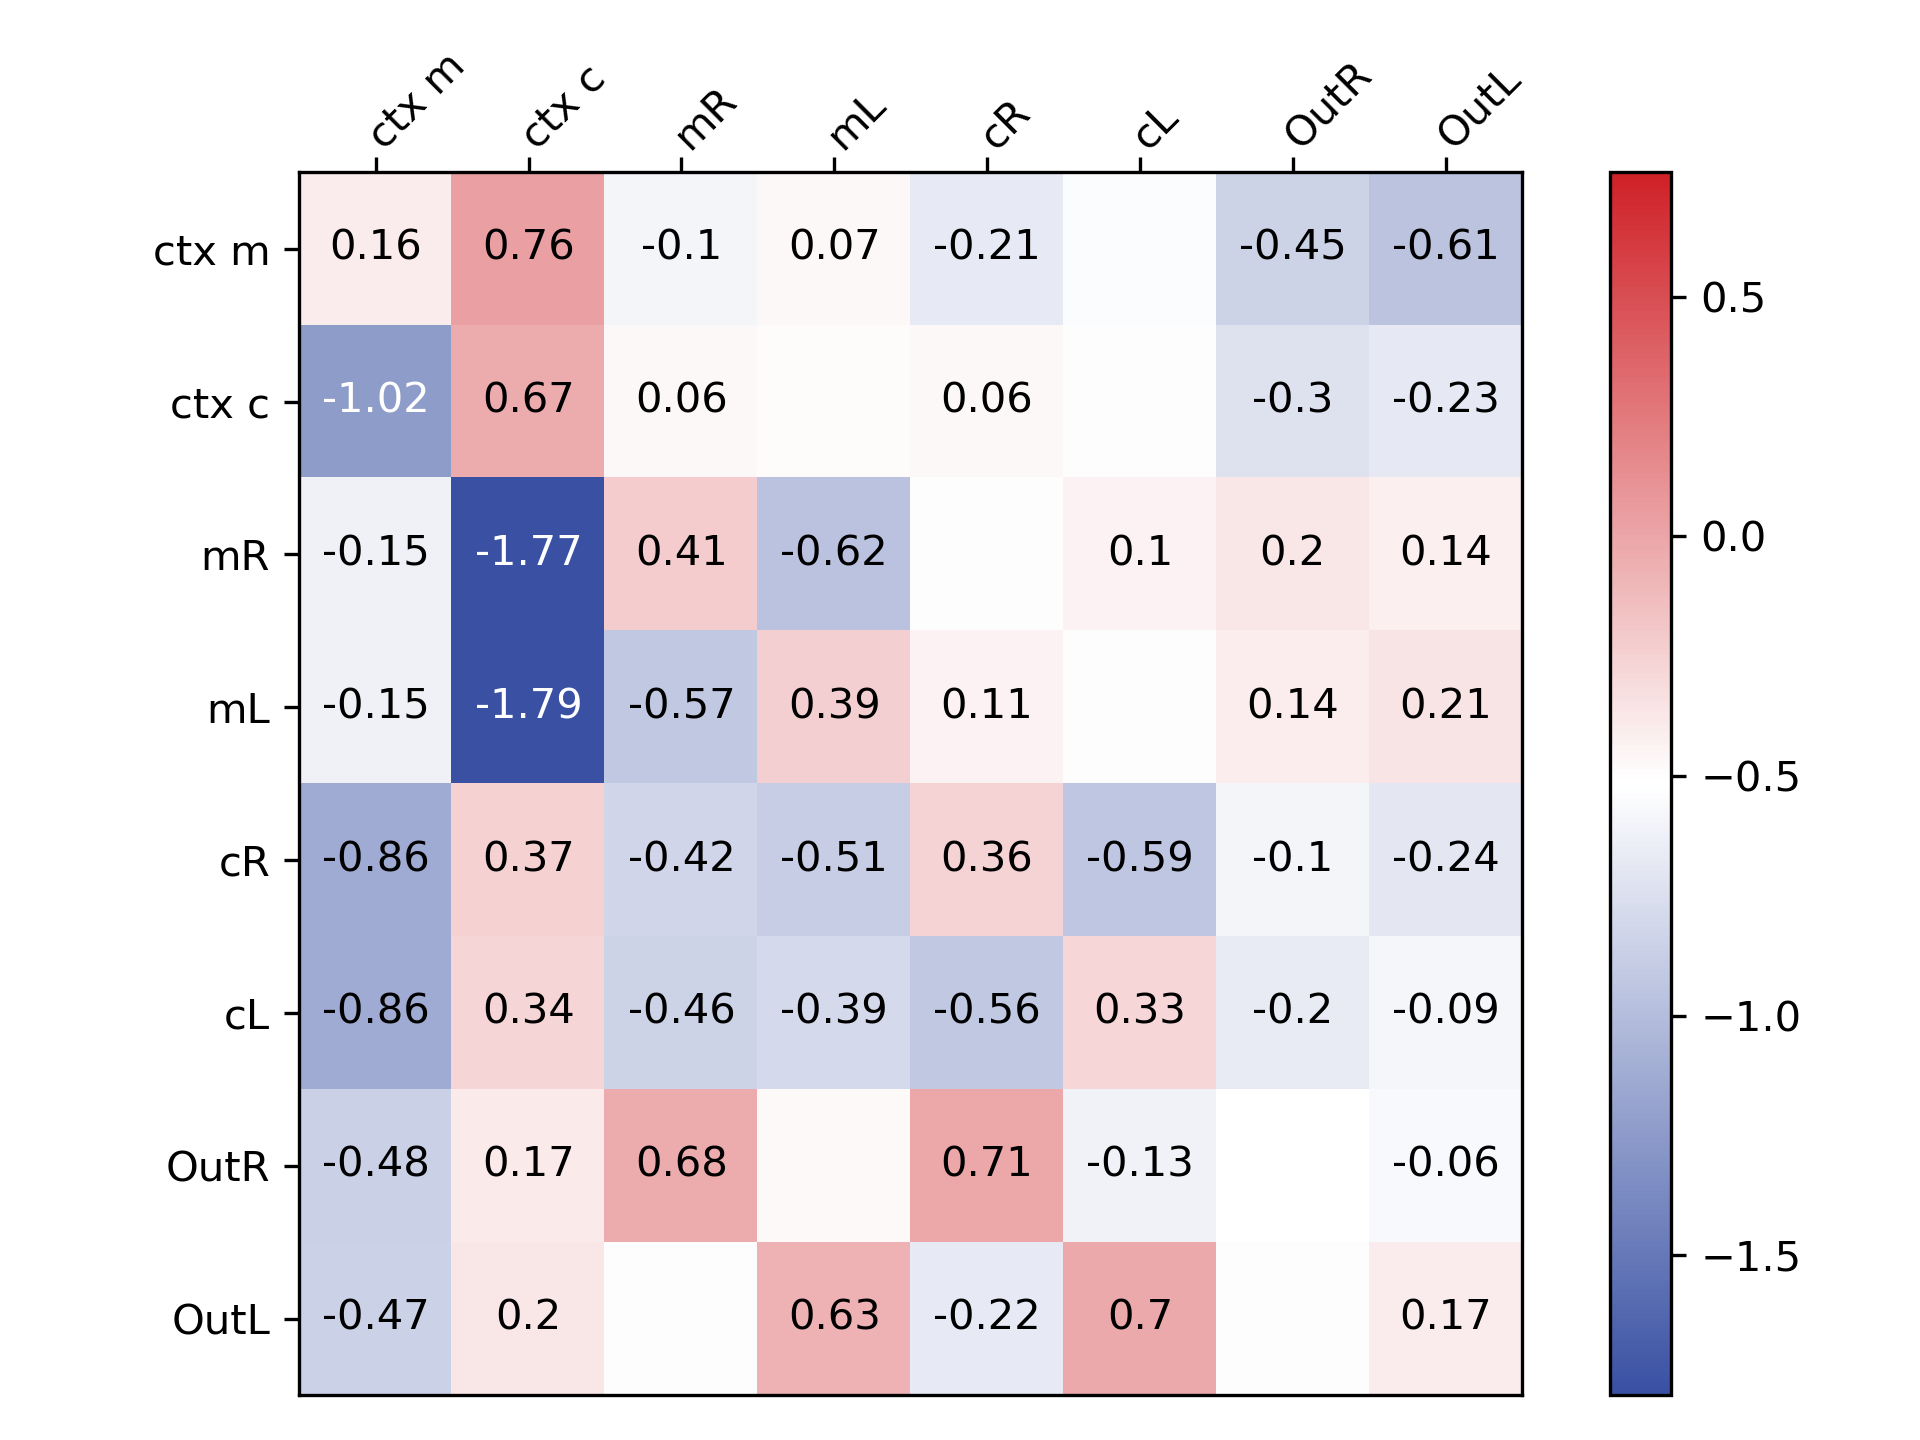 ctx m ctx c mR mL cR cL OutR OutL
ctx m 0.16 0.76 -0.1 0.07 -0.21 -0.45 -0.61
ctx c -1.02 0.67 0.06 0.06 -0.3 -0.23
mR -0.15 -1.77 0.41 -0.62 0.1 0.2 0.14
mL -0.15 -1.79 -0.57 0.39 0.11 0.14 0.21
cR -0.86 0.37 -0.42 -0.51 0.36 -0.59 -0.1 -0.24
cL -0.86 0.34 -0.46 -0.39 -0.56 0.33 -0.2 -0.09
OutR -0.48 0.17 0.68 0.71 -0.13 -0.06
OutL -0.47 0.2 0.63 -0.22 0.7 0.17
0.5
0.0
−0.5
−1.0
−1.5